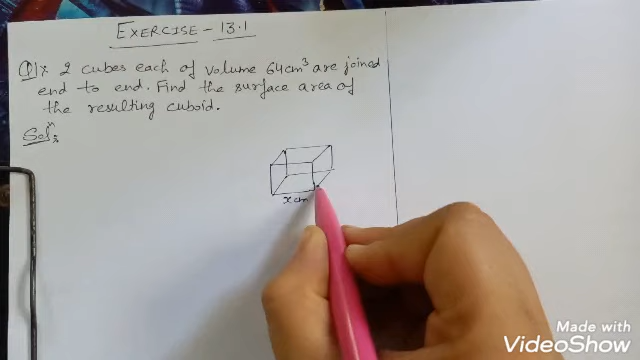 EXERCISE - 13.1
Q1* 2 cubes each of volume 64cm³ are joined
end to end. Find the surface area of
the resulting cuboid.
Solⁿ:
x cm
Made with
VIDEOSHOW